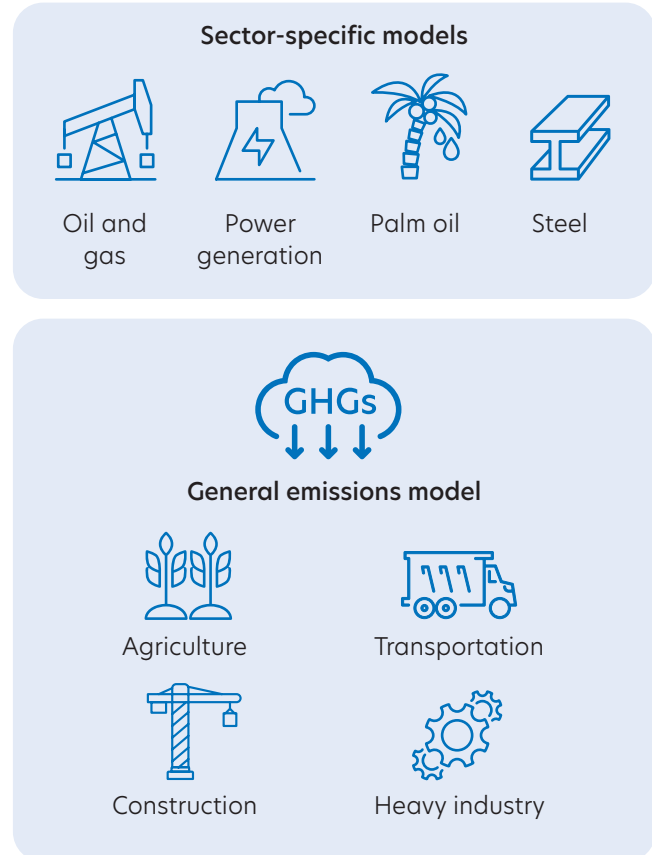 Sector-specific models
Oil and
gas
Power
generation
Palm oil
Steel
GHGs
General emissions model
Agriculture
Transportation
Construction
Heavy industry